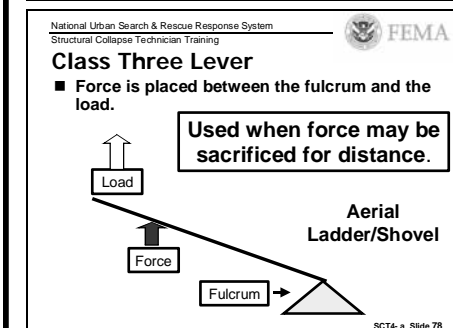 National Urban Search & Rescue Response System
Structural Collapse Technician Training
FEMA
Class Three Lever
■ Force is placed between the fulcrum and the
load.
Used when force may be
sacrificed for distance.
Load
Aerial
Ladder/Shovel
Force
Fulcrum
SCT4- a Slide 78